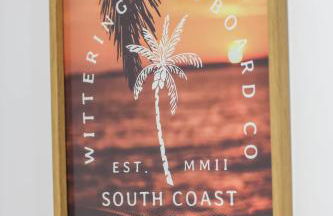 WITTERING
BOARD CO
EST. MMII
SOUTH COAST